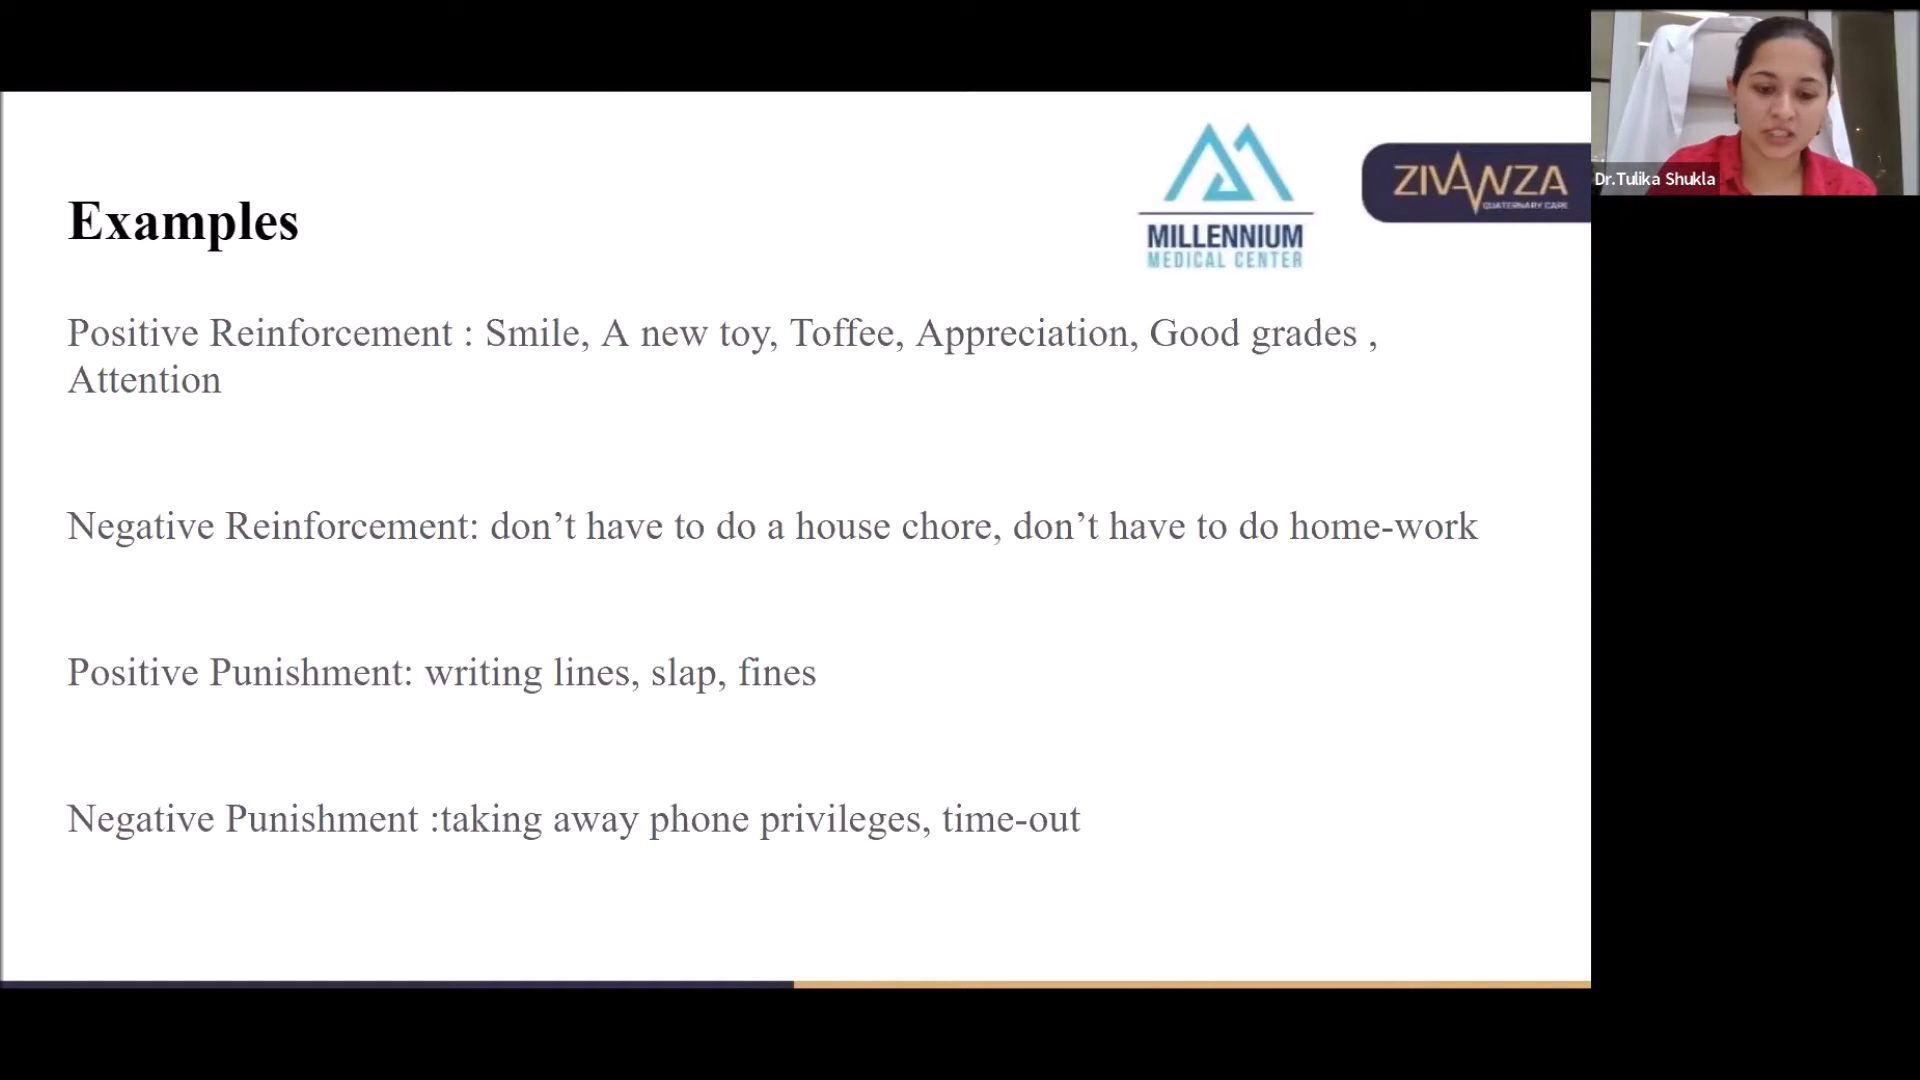 MILLENNIUM
MEDICAL CENTER
ZIVANZA
QUATERNARY CARE
Dr.Tulika Shukla
Examples
Positive Reinforcement : Smile, A new toy, Toffee, Appreciation, Good grades ,
Attention
Negative Reinforcement: don’t have to do a house chore, don’t have to do home-work
Positive Punishment: writing lines, slap, fines
Negative Punishment :taking away phone privileges, time-out